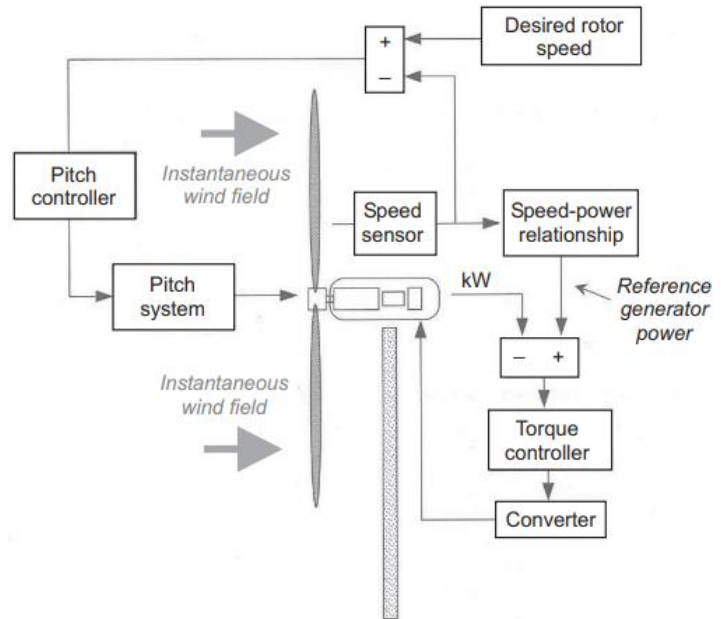 Desired rotor
speed
+
–
Instantaneous
wind field
Pitch
controller
Speed
sensor
Speed-power
relationship
Pitch
system
kW
Reference
generator
power
– +
Instantaneous
wind field
Torque
controller
Converter